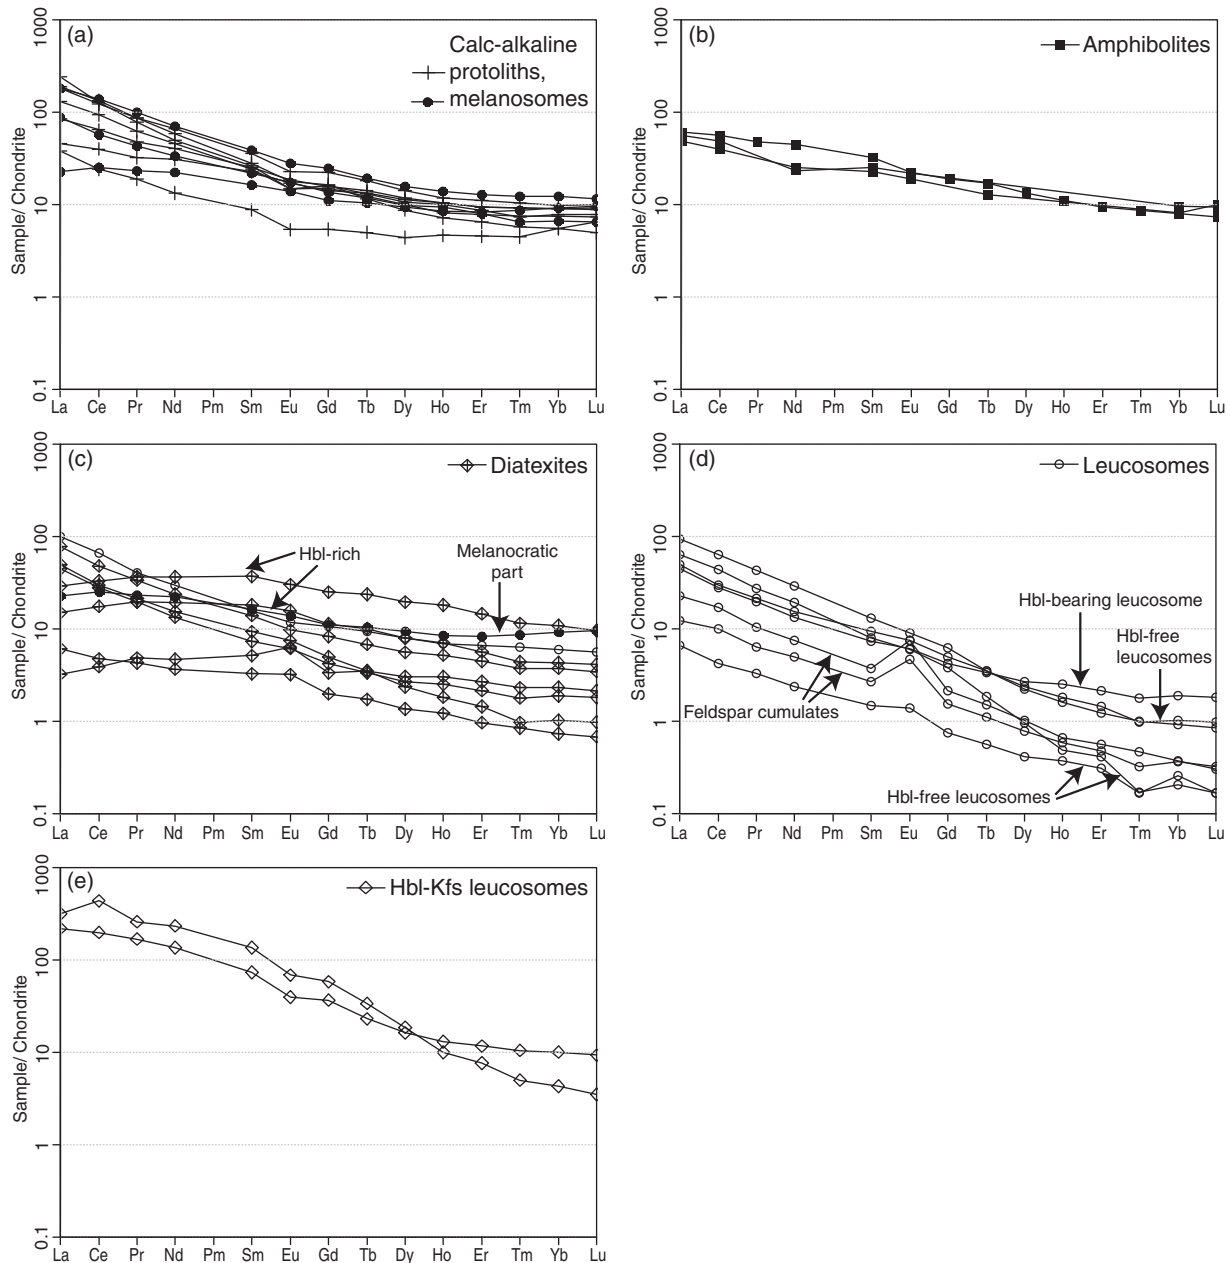 (a)
Calc-alkaline
protoliths,
melanosomes
Sample/ Chondrite
1000
100
10
1
0.1
La Ce Pr Nd Pm Sm Eu Gd Tb Dy Ho Er Tm Yb Lu
(b)
Amphibolites
Sample/ Chondrite
1000
100
10
1
0.1
La Ce Pr Nd Pm Sm Eu Gd Tb Dy Ho Er Tm Yb Lu
(c)
Diatexites
Hbl-rich
Melanocratic
part
Sample/ Chondrite
1000
100
10
1
0.1
La Ce Pr Nd Pm Sm Eu Gd Tb Dy Ho Er Tm Yb Lu
(d)
Leucosomes
Hbl-bearing leucosome
Hbl-free
leucosomes
Feldspar cumulates
Hbl-free leucosomes
Sample/ Chondrite
1000
100
10
1
0.1
La Ce Pr Nd Pm Sm Eu Gd Tb Dy Ho Er Tm Yb Lu
(e)
Hbl-Kfs leucosomes
Sample/ Chondrite
1000
100
10
1
0.1
La Ce Pr Nd Pm Sm Eu Gd Tb Dy Ho Er Tm Yb Lu